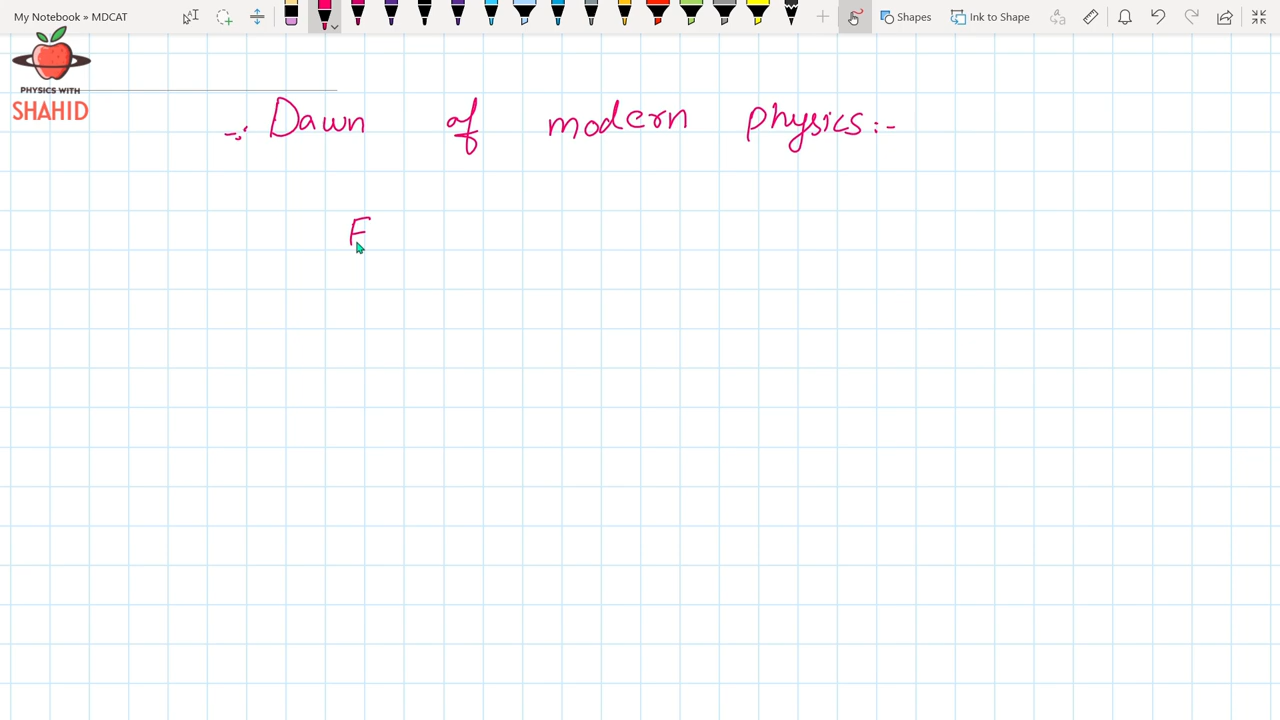 My Notebook » MDCAT
Shapes
Ink to Shape
PHYSICS WITH
SHAHID
-:- Dawn of modern physics:-
F